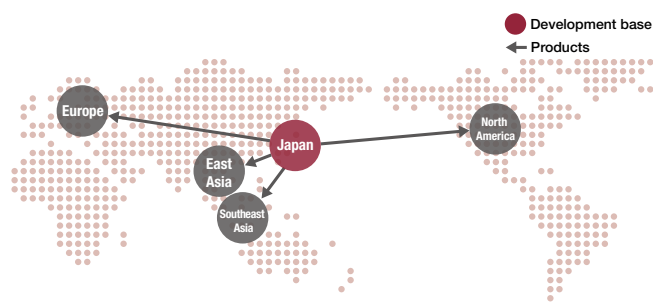 Development base
Products
Europe
Japan
North
America
East
Asia
Southeast
Asia